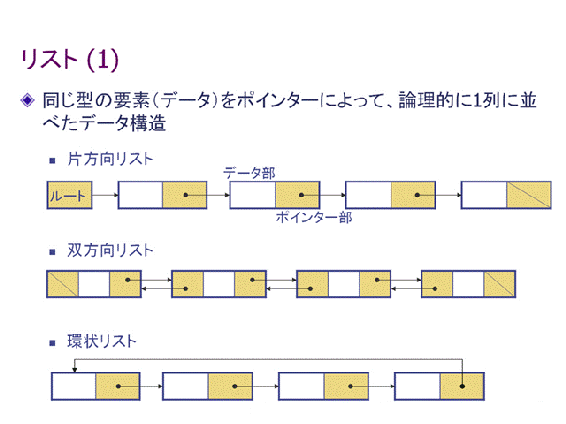 リスト (1)
同じ型の要素(データ)をポインターによって、論理的に1列に並
べたデータ構造
片方向リスト
データ部
ルート
ポインター部
双方向リスト
環状リスト